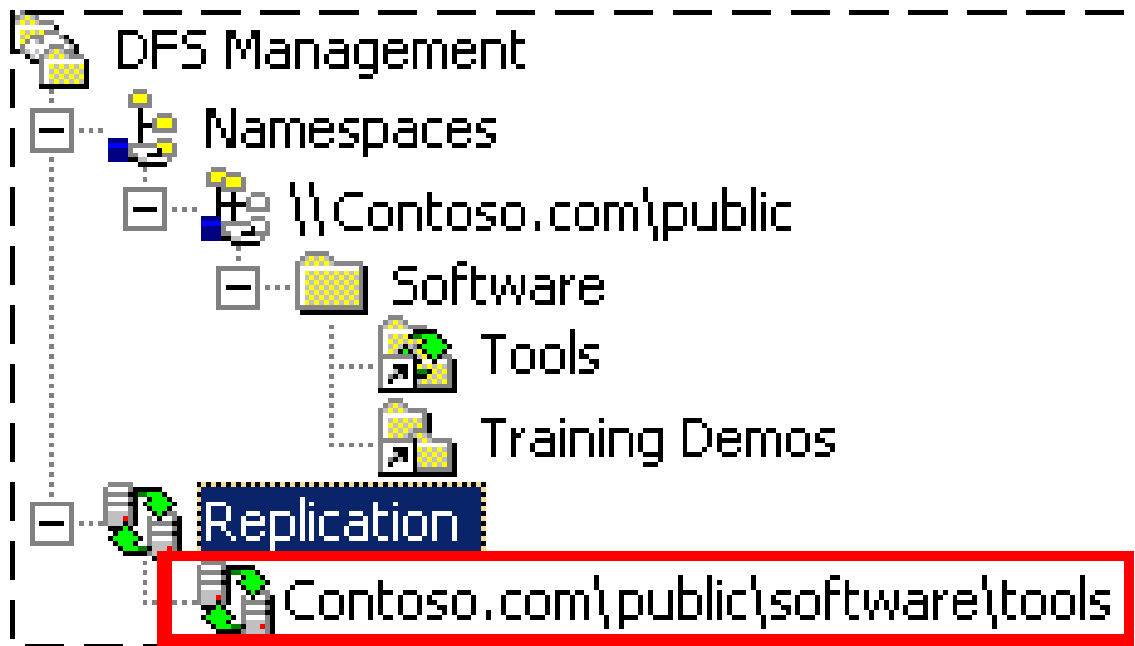 DFS Management
Namespaces
\\Contoso.com\public
Software
Tools
Training Demos
Replication
Contoso.com\public\software\tools